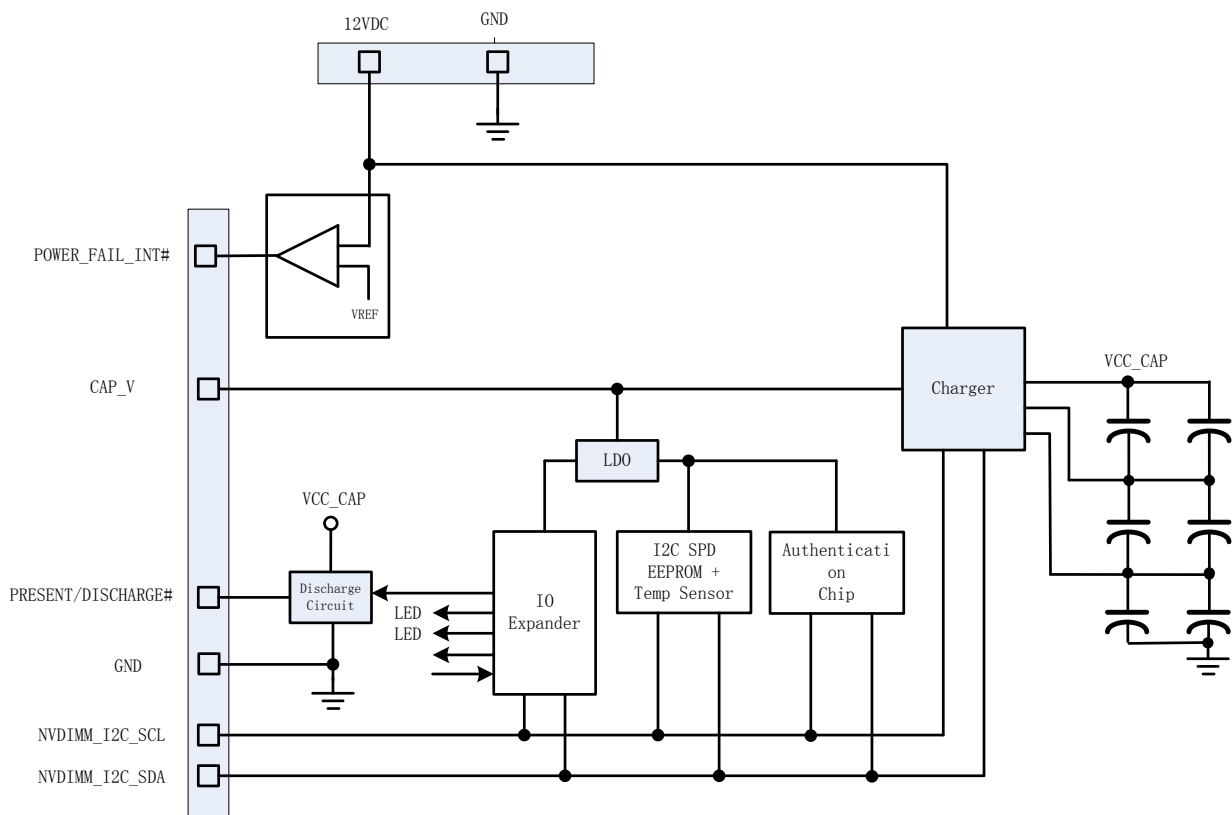 12VDC
GND
POWER_FAIL_INT#
VREF
CAP_V
Charger
VCC_CAP
LDO
VCC_CAP
I2C SPD
EEPROM +
Temp Sensor
Authenticati
on
Chip
PRESENT/DISCHARGE#
Discharge
Circuit
LED
LED
IO
Expander
GND
NVDIMM_I2C_SCL
NVDIMM_I2C_SDA